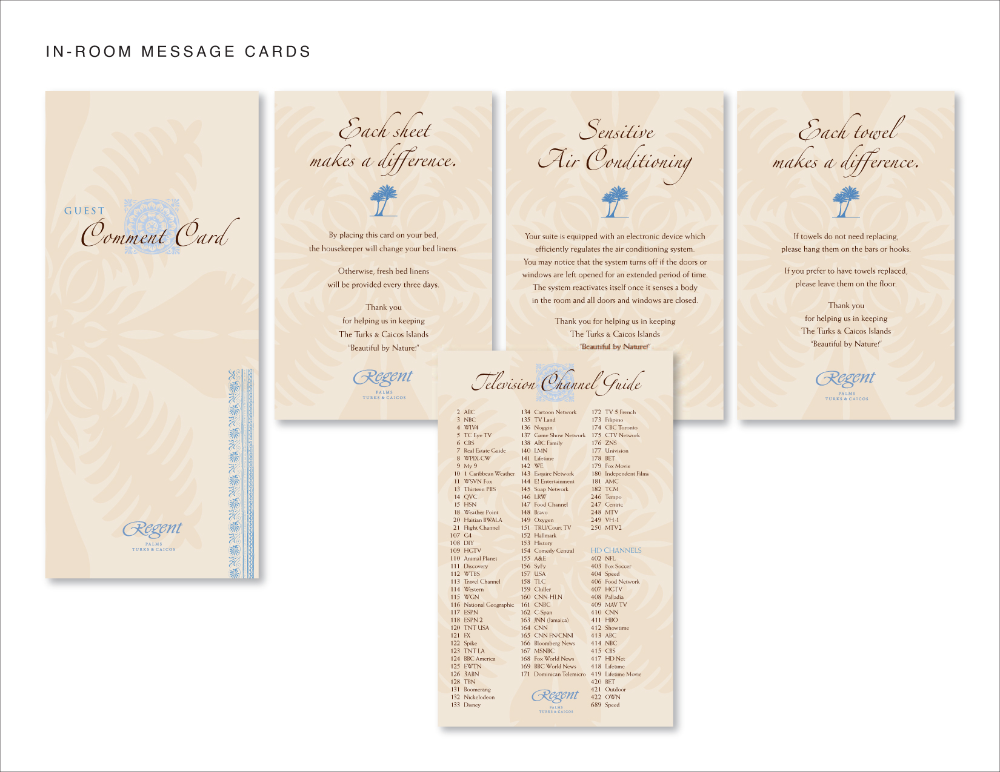 IN-ROOM MESSAGE CARDS
GUEST
Comment Card
Regent
PALMS
TURKS & CAICOS
Each sheet
makes a difference.
By placing this card on your bed,
the housekeeper will change your bed linens.
Otherwise, fresh bed linens
will be provided every three days.
Thank you
for helping us in keeping
The Turks & Caicos Islands
"Beautiful by Nature!"
Regent
PALMS
TURKS & CAICOS
Sensitive
Air Conditioning
Your suite is equipped with an electronic device which
efficiently regulates the air conditioning system.
You may notice that the system turns off if the doors or
windows are left opened for an extended period of time.
The system reactivates itself once it senses a body
in the room and all doors and windows are closed.
Thank you for helping us in keeping
The Turks & Caicos Islands
"Beautiful by Nature!"
Each towel
makes a difference.
If towels do not need replacing,
please hang them on the bars or hooks.
If you prefer to have towels replaced,
please leave them on the floor.
Thank you
for helping us in keeping
The Turks & Caicos Islands
"Beautiful by Nature!"
Regent
PALMS
TURKS & CAICOS
Television Channel Guide
2 ABC
3 NBC
4 WIV4
5 TC Eye TV
6 CBS
7 Real Estate Guide
8 WPIX-CW
9 My 9
10 1 Caribbean Weather
11 WSVN Fox
13 Thirteen PBS
14 QVC
15 HSN
18 Weather Point
20 Haitian BWALA
21 Flight Channel
107 G4
108 DIY
109 HGTV
110 Animal Planet
111 Discovery
112 WTBS
113 Travel Channel
114 Western
115 WGN
116 National Geographic
117 ESPN
118 ESPN 2
120 TNT USA
121 FX
122 Spike
123 TNT LA
124 BBC America
125 EWTN
126 3ABN
128 TBN
131 Boomerang
132 Nickelodeon
133 Disney
134 Cartoon Network
135 TV Land
136 Noggin
137 Game Show Network
138 ABC Family
140 LMN
141 Lifetime
142 WE
143 Esquire Network
144 E! Entertainment
145 Soap Network
146 LRW
147 Food Channel
148 Bravo
149 Oxygen
151 TRU/Court TV
152 Hallmark
153 History
154 Comedy Central
155 A&E
156 SyFy
157 USA
158 TLC
159 Chiller
160 CNN-HLN
161 CNBC
162 C-Span
163 JNN (Jamaica)
164 CNN
165 CNN FN/CNNI
166 Bloomberg News
167 MSNBC
168 Fox World News
169 BBC World News
171 Dominican Telemicro
172 TV 5 French
173 Filipino
174 CBC Toronto
175 CTV Network
176 ZNS
177 Univision
178 BET
179 Fox Movie
180 Independent Films
181 AMC
182 TCM
246 Tempo
247 Centric
248 MTV
249 VH-1
250 MTV2
HD CHANNELS
402 NFL
403 Fox Soccer
404 Speed
406 Food Network
407 HGTV
408 Palladia
409 MAV TV
410 CNN
411 HBO
412 Showtime
413 ABC
414 NBC
415 CBS
417 HD Net
418 Lifetime
419 Lifetime Movie
420 BET
421 Outdoor
422 OWN
689 Speed
Regent
PALMS
TURKS & CAICOS